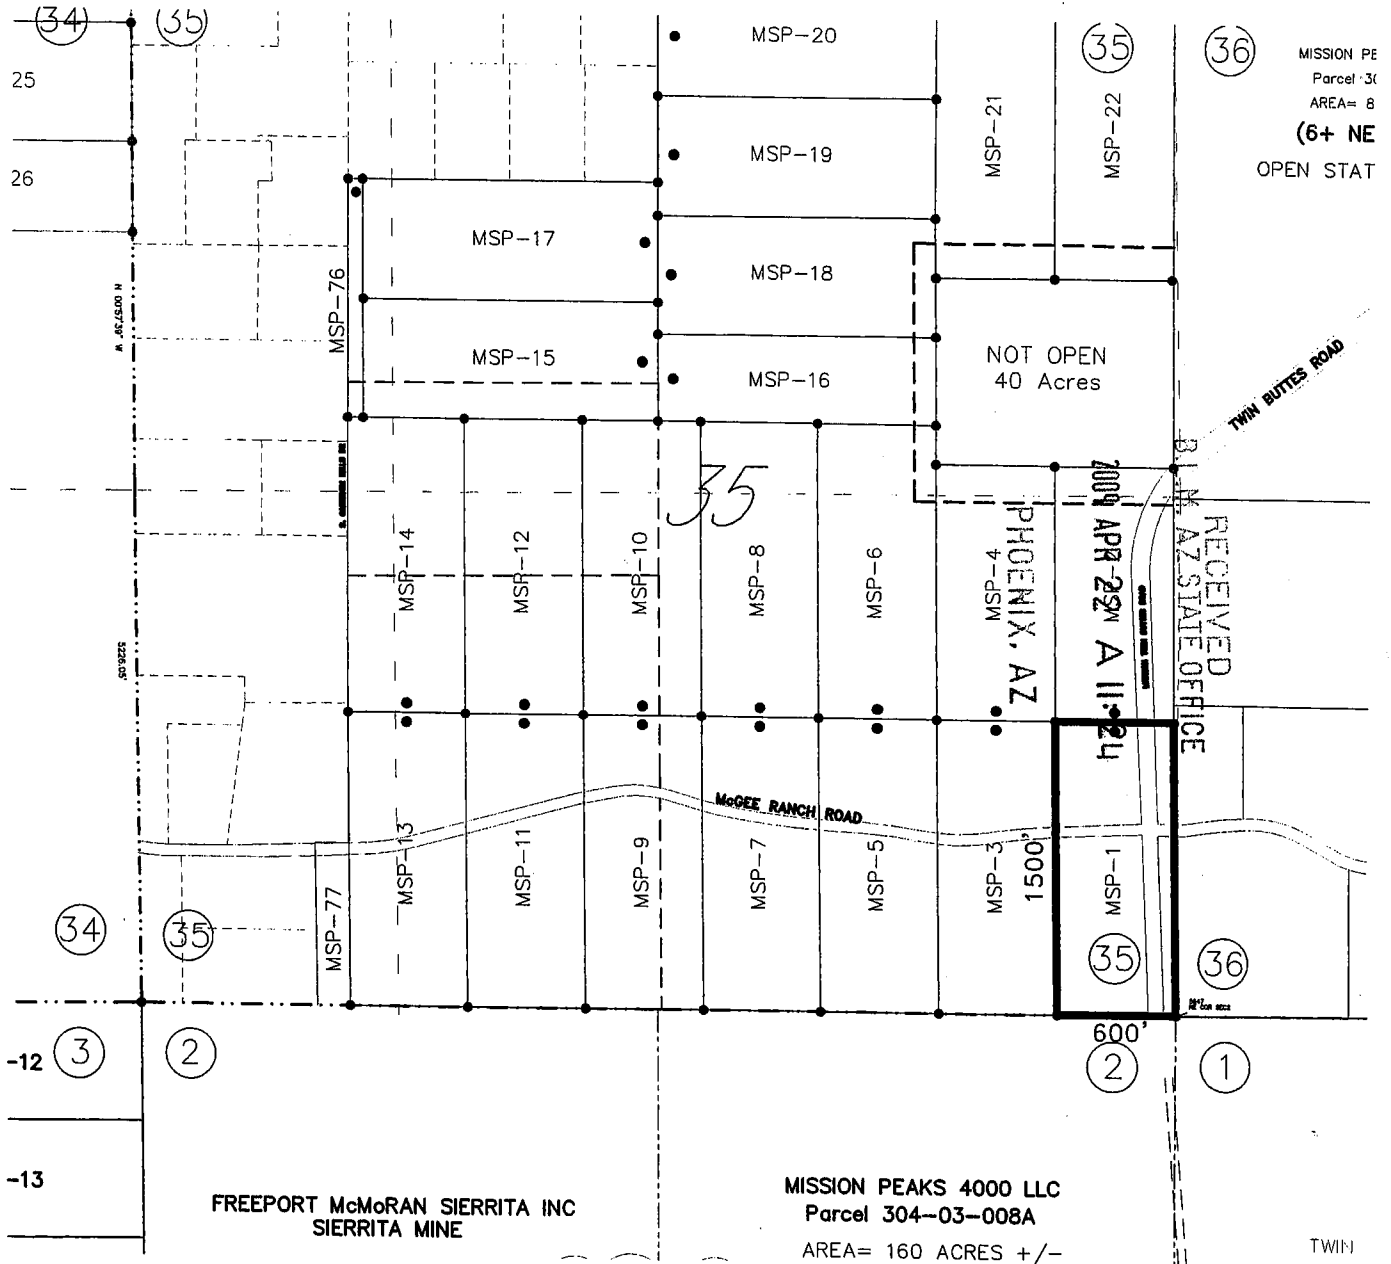 34
35
MSP-20
35
36
MISSION PE
Parcel 30
AREA= 8
(6+ NE
OPEN STAT
25
26
MSP-21
MSP-22
MSP-19
MSP-17
MSP-18
MSP-76
N 00°57'39" W
MSP-15
MSP-16
NOT OPEN
40 Acres
TWIN BUTTES ROAD
35
MSP-14
MSP-12
MSP-10
MSP-8
MSP-6
MSP-4
RECEIVED
AZ STATE OFFICE
2009 APR 22 A 11:24
PHOENIX, AZ
5226.05'
McGEE RANCH ROAD
MSP-77
MSP-13
MSP-11
MSP-9
MSP-7
MSP-5
MSP-3
1500'
MSP-1
34
35
35
36
600'
-12
3
2
2
1
-13
FREEPORT McMoRAN SIERRITA INC
SIERRITA MINE
MISSION PEAKS 4000 LLC
Parcel 304-03-008A
AREA= 160 ACRES +/-
TWIN